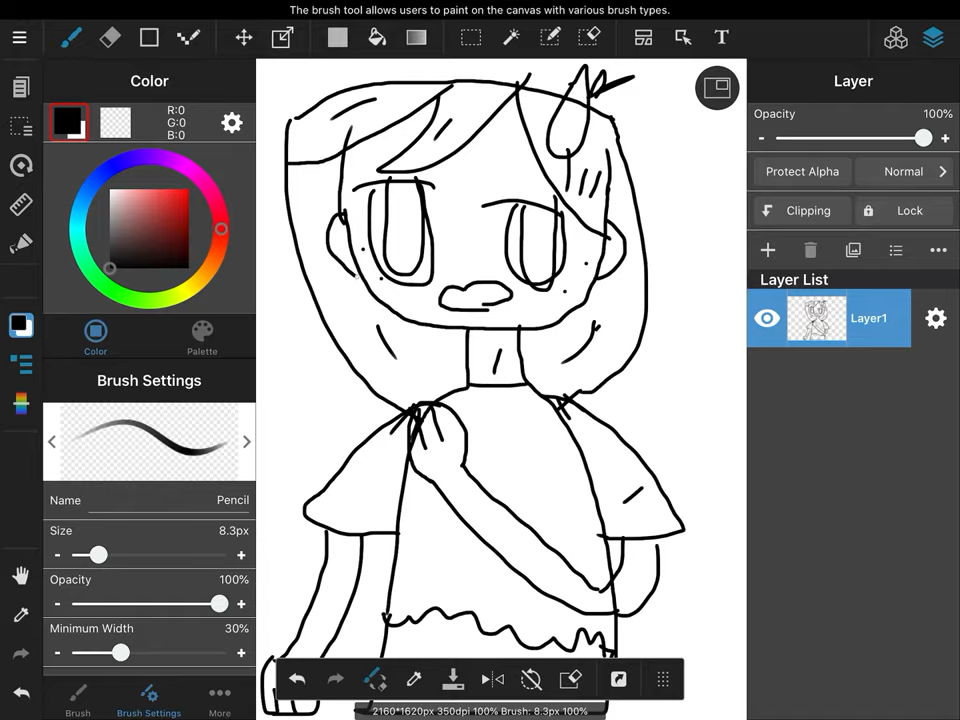 The brush tool allows users to paint on the canvas with various brush types.
T
Color
R:0
G:0
B:0
Color
Palette
Brush Settings
Name
Pencil
Size
8.3px
-
+
Opacity
100%
-
+
Minimum Width
30%
-
+
Brush
Brush Settings
More
2160*1620px 350dpi 100% Brush: 8.3px 100%
Layer
Opacity
100%
-
+
Protect Alpha
Normal
Clipping
Lock
Layer List
Layer1